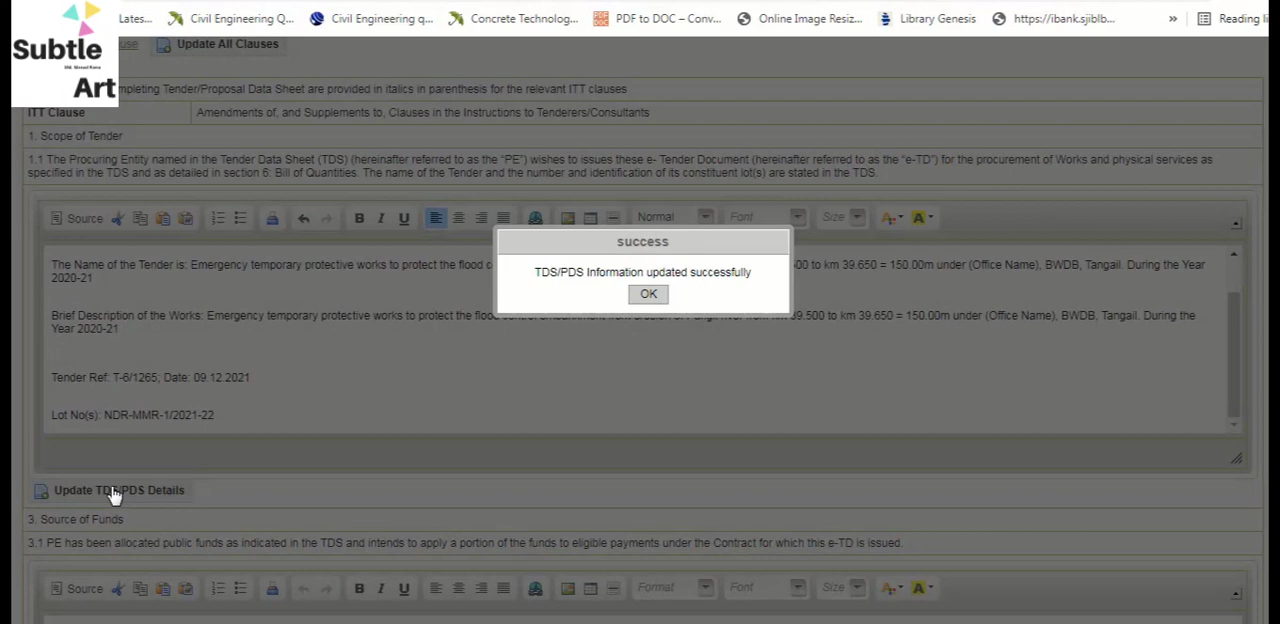 Lates...
Civil Engineering Q...
Civil Engineering q...
Concrete Technolog...
PDF to DOC – Conv...
Online Image Resiz...
Library Genesis
https://ibank.sjiblb...
»
Reading li
Subtle
Art
use
Update All Clauses
mpleting Tender/Proposal Data Sheet are provided in italics in parenthesis for the relevant ITT clauses
ITT Clause
Amendments of, and Supplements to, Clauses in the Instructions to Tenderers/Consultants
1. Scope of Tender
1.1 The Procuring Entity named in the Tender Data Sheet (TDS) (hereinafter referred to as the “PE”) wishes to issues these e- Tender Document (hereinafter referred to as the “e-TD”) for the procurement of Works and physical services as
specified in the TDS and as detailed in section 6: Bill of Quantities. The name of the Tender and the number and identification of its constituent lot(s) are stated in the TDS.
Source B I U Normal Font Size
success
TDS/PDS Information updated successfully
OK
The Name of the Tender is: Emergency temporary protective works to protect the flood c 00 to km 39.650 = 150.00m under (Office Name), BWDB, Tangail. During the Year
2020-21
Brief Description of the Works: Emergency temporary protective works to protect the flood 39.500 to km 39.650 = 150.00m under (Office Name), BWDB, Tangail. During the
Year 2020-21
Tender Ref: T-6/1265; Date: 09.12.2021
Lot No(s): NDR-MMR-1/2021-22
Update TDS/PDS Details
3. Source of Funds
3.1 PE has been allocated public funds as indicated in the TDS and intends to apply a portion of the funds to eligible payments under the Contract for which this e-TD is issued.
Source B I U Format Font Size